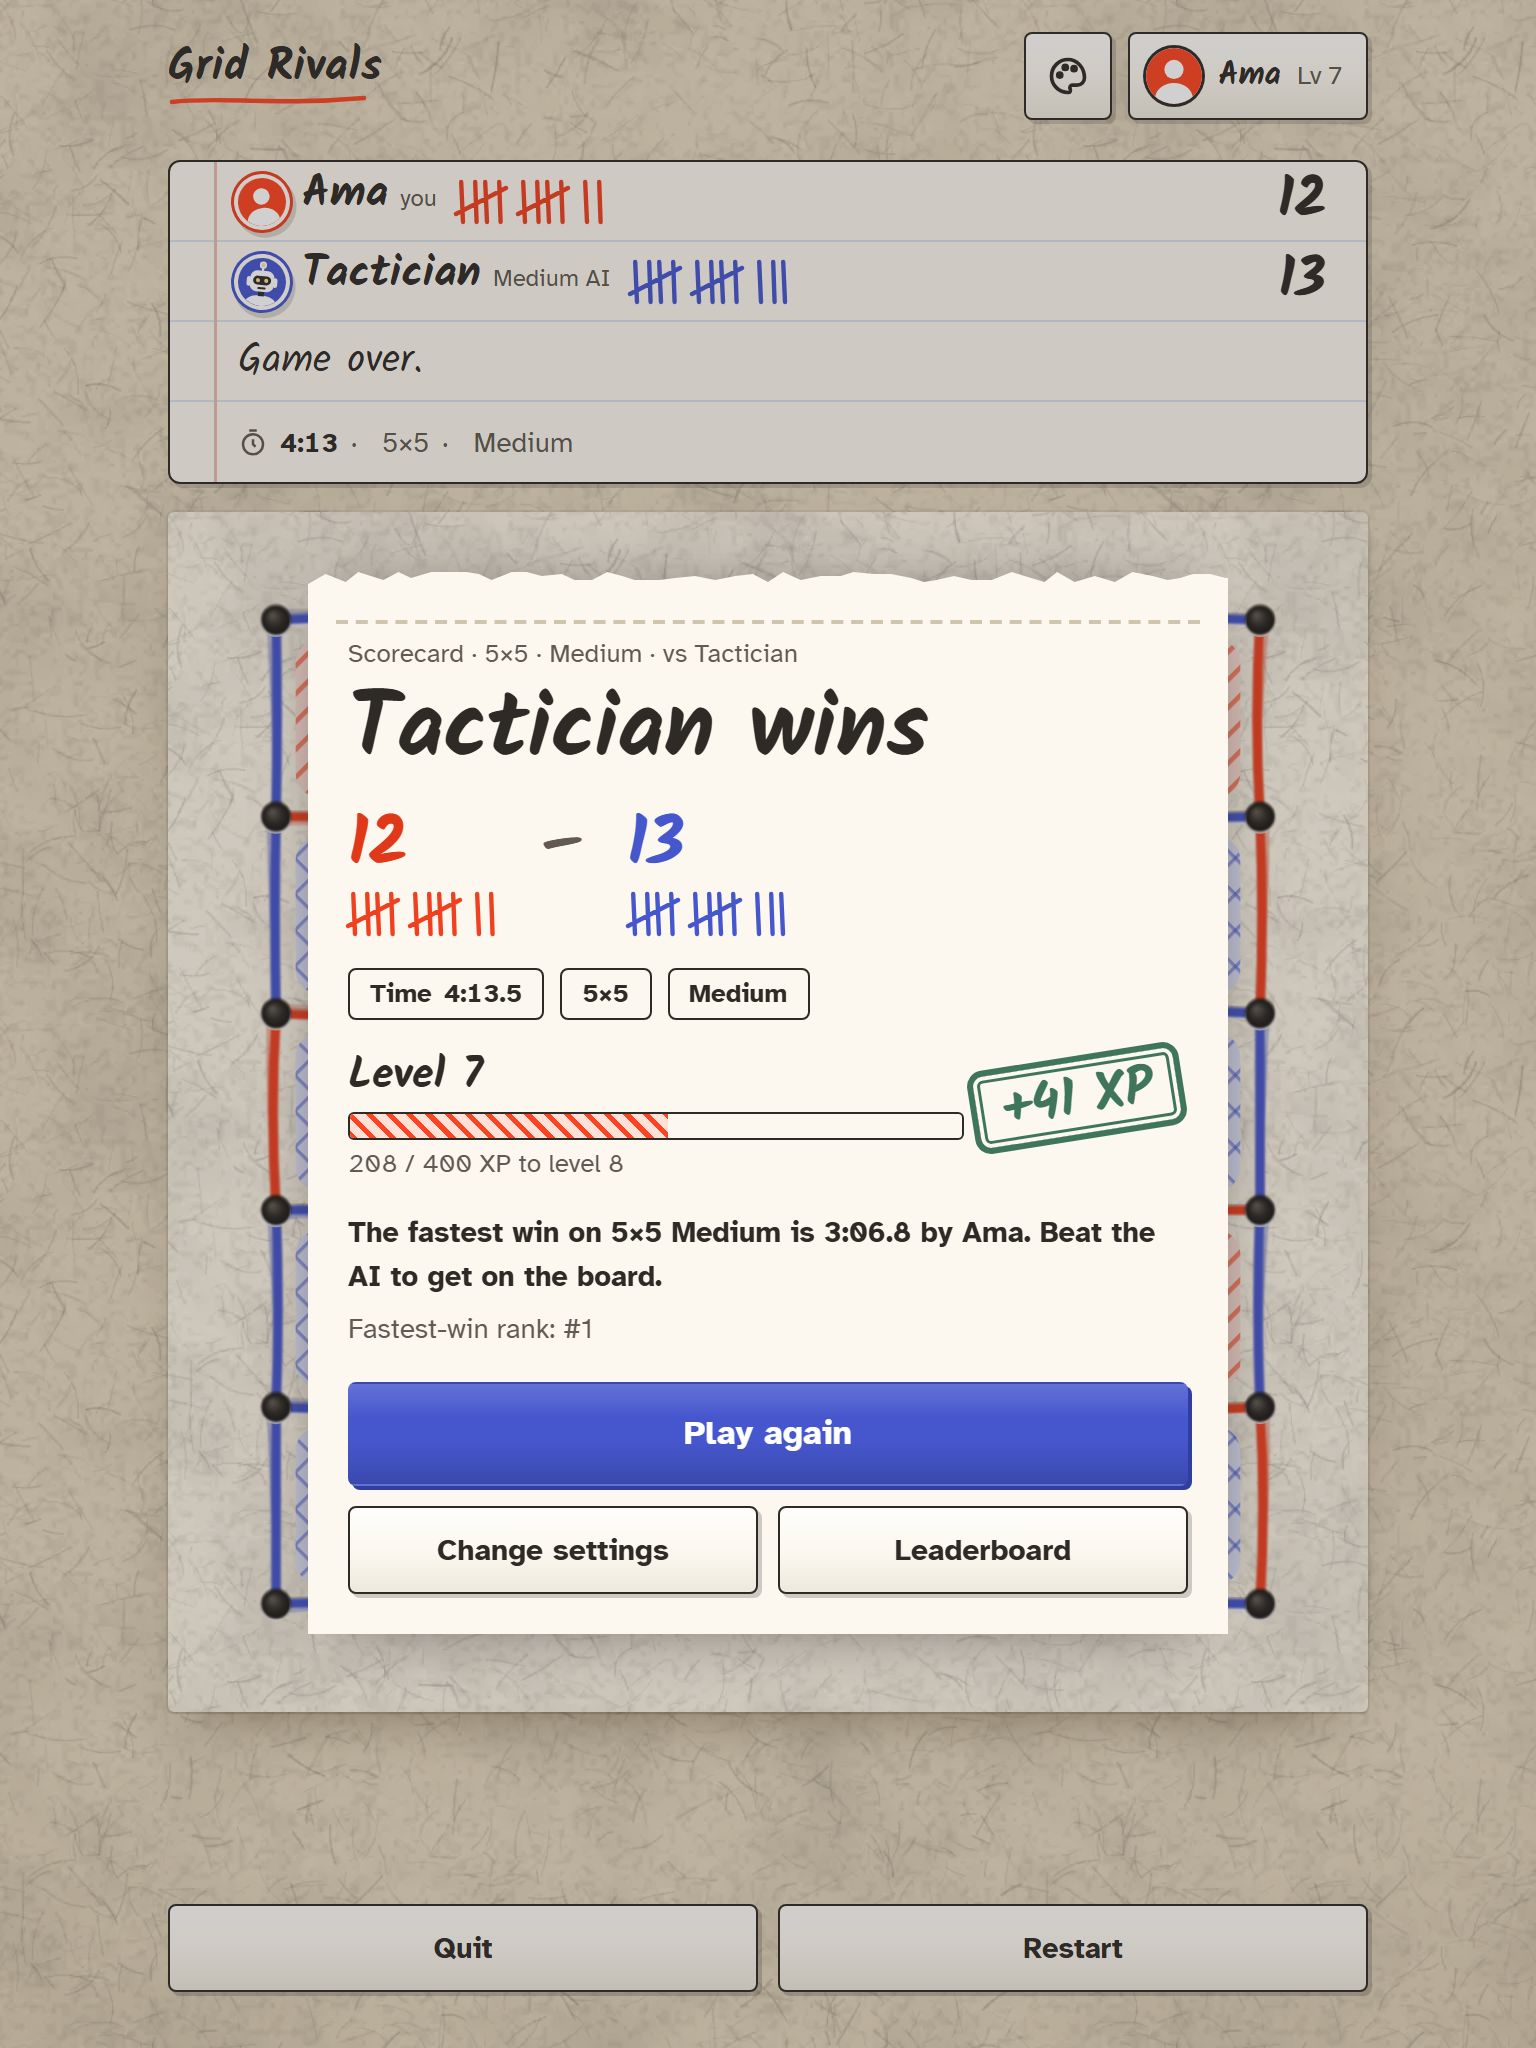 Grid Rivals
Ama Lv 7
Ama you 12
Tactician Medium AI 13
Game over.
4:13 · 5×5 · Medium
Scorecard · 5×5 · Medium · vs Tactician
Tactician wins
12 – 13
Time 4:13.5 5×5 Medium
Level 7
+41 XP
208 / 400 XP to level 8
The fastest win on 5×5 Medium is 3:06.8 by Ama. Beat the
AI to get on the board.
Fastest-win rank: #1
Play again
Change settings Leaderboard
Quit Restart